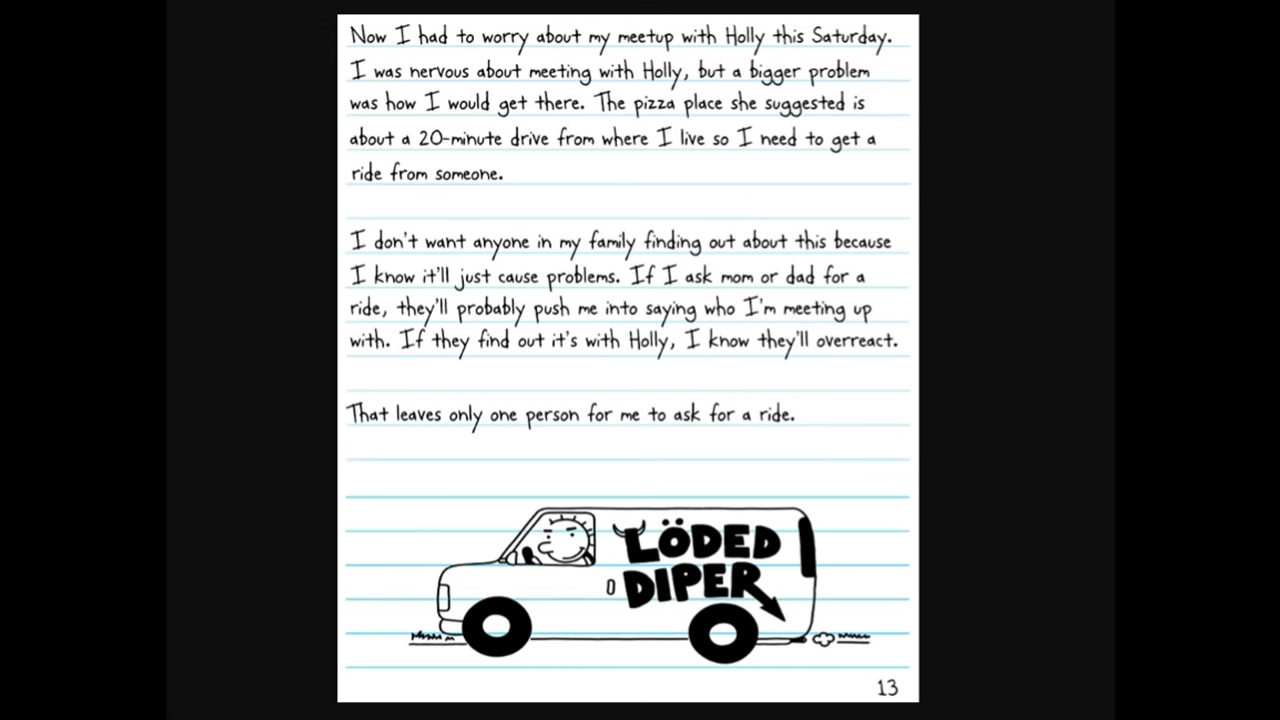 Now I had to worry about my meetup with Holly this Saturday.
I was nervous about meeting with Holly, but a bigger problem
was how I would get there. The pizza place she suggested is
about a 20-minute drive from where I live so I need to get a
ride from someone.
I don't want anyone in my family finding out about this because
I know it'll just cause problems. If I ask mom or dad for a
ride, they'll probably push me into saying who I'm meeting up
with. If they find out it's with Holly, I know they'll overreact.
That leaves only one person for me to ask for a ride.
LÖDED
DIPER
13